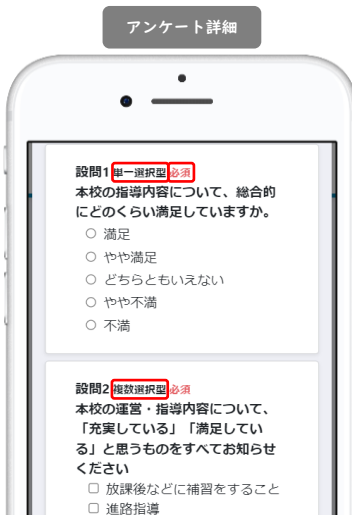 アンケート詳細
設問1 単一選択型 必須
本校の指導内容について、総合的
にどのくらい満足していますか。
満足
やや満足
どちらともいえない
やや不満
不満
設問2 複数選択型 必須
本校の運営・指導内容について、
「充実している」「満足してい
る」と思うものをすべてお知らせ
ください
放課後などに補習をすること
進路指導